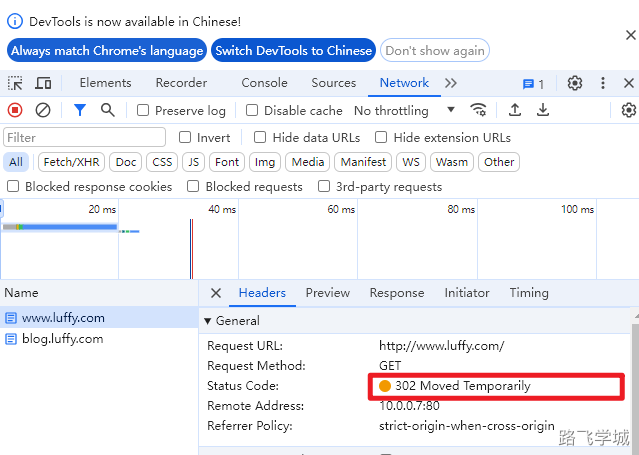 DevTools is now available in Chinese!
Always match Chrome's language Switch DevTools to Chinese Don't show again
Elements Recorder Console Sources Network 1
Preserve log Disable cache No throttling
Filter Invert Hide data URLs Hide extension URLs
All Fetch/XHR Doc CSS JS Font Img Media Manifest WS Wasm Other
Blocked response cookies Blocked requests 3rd-party requests
20 ms 40 ms 60 ms 80 ms 100 ms
Name Headers Preview Response Initiator Timing
www.luffy.com General
blog.luffy.com Request URL: http://www.luffy.com/
Request Method: GET
Status Code: 302 Moved Temporarily
Remote Address: 10.0.0.7:80
Referrer Policy: strict-origin-when-cross-origin
路飞学城